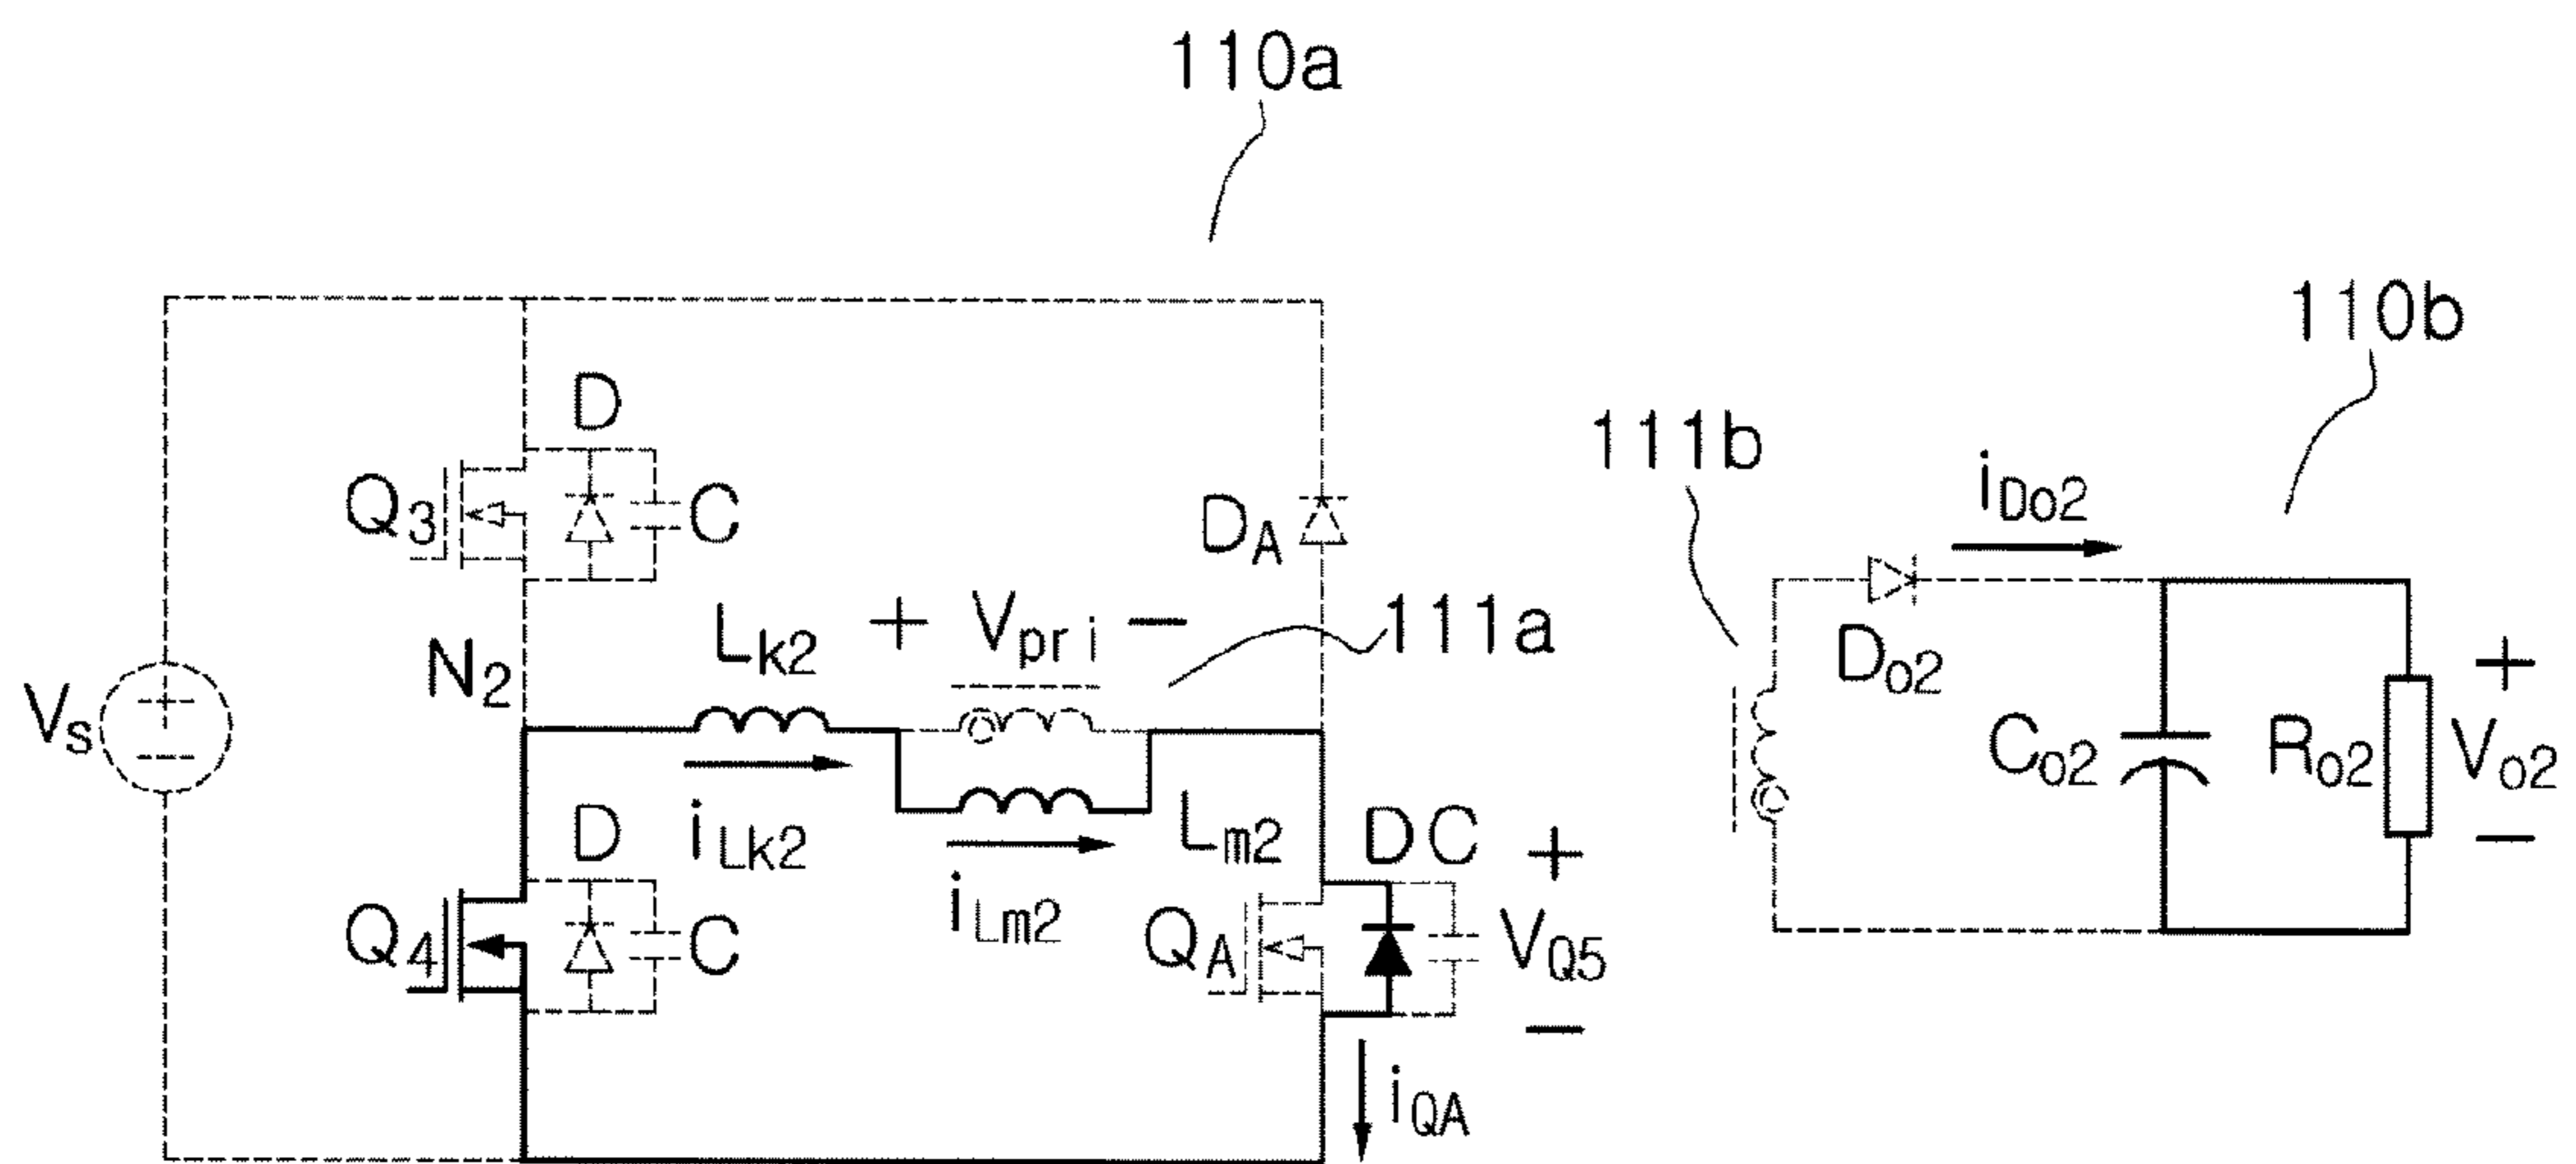 110a
110b
D
111b
iDo2
Q3
C
DA
Lk2
+ Vpri −
111a
N2
Do2
+
Vs
Co2
Ro2
Vo2
iLk2
Lm2
−
D
DC
+
iLm2
Q4
C
QA
VQ5
−
iQA